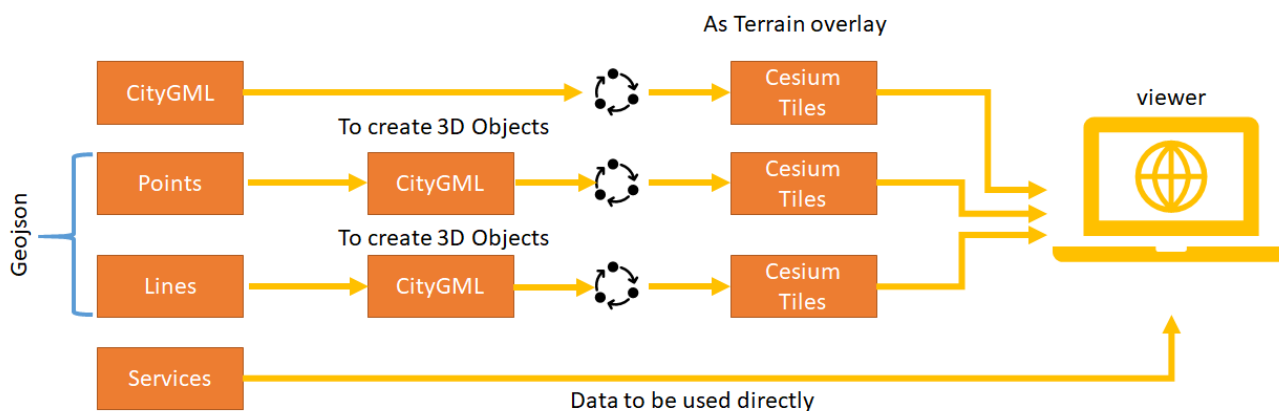 As Terrain overlay
CityGML
Cesium
Tiles
viewer
To create 3D Objects
Geojson
Points
CityGML
Cesium
Tiles
To create 3D Objects
Lines
CityGML
Cesium
Tiles
Services
Data to be used directly